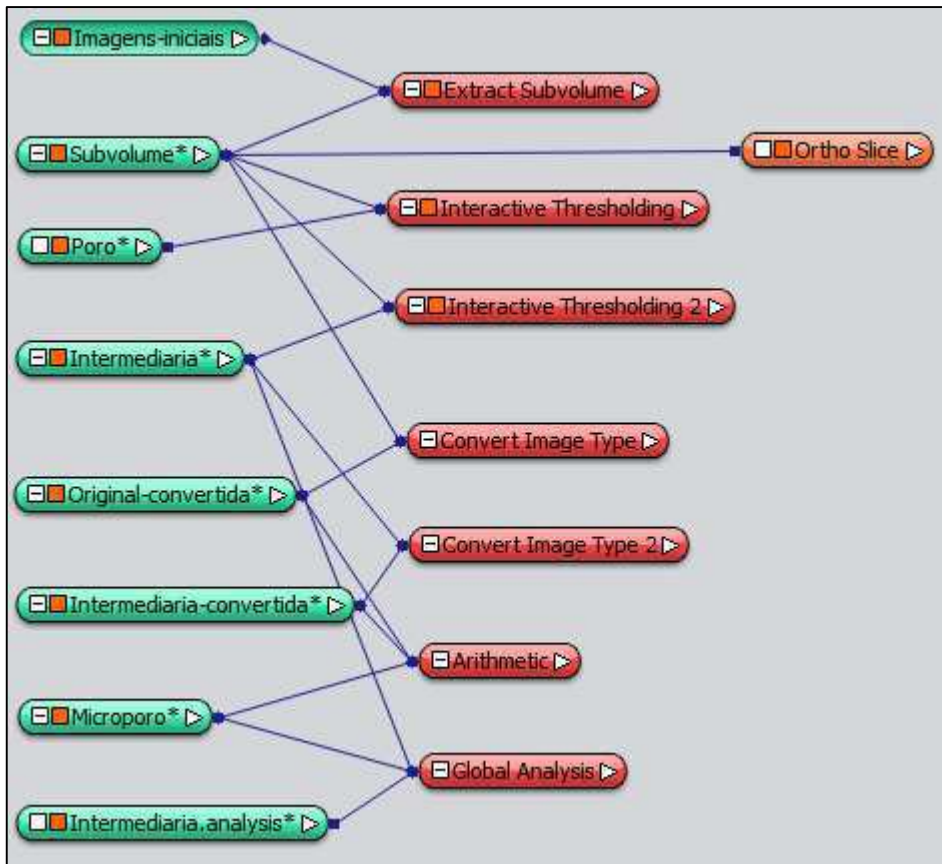 Imagens-iniciais
Extract Subvolume
Subvolume*
Ortho Slice
Interactive Thresholding
Poro*
Interactive Thresholding 2
Intermediaria*
Convert Image Type
Original-convertida*
Convert Image Type 2
Intermediaria-convertida*
Arithmetic
Microporo*
Global Analysis
Intermediaria.analysis*